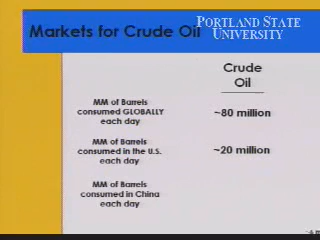 Markets for Crude Oil
PORTLAND STATE
UNIVERSITY
Crude
Oil
MM of Barrels
consumed GLOBALLY
each day
~80 million
MM of Barrels
consumed in the U.S.
each day
~20 million
MM of Barrels
consumed in China
each day